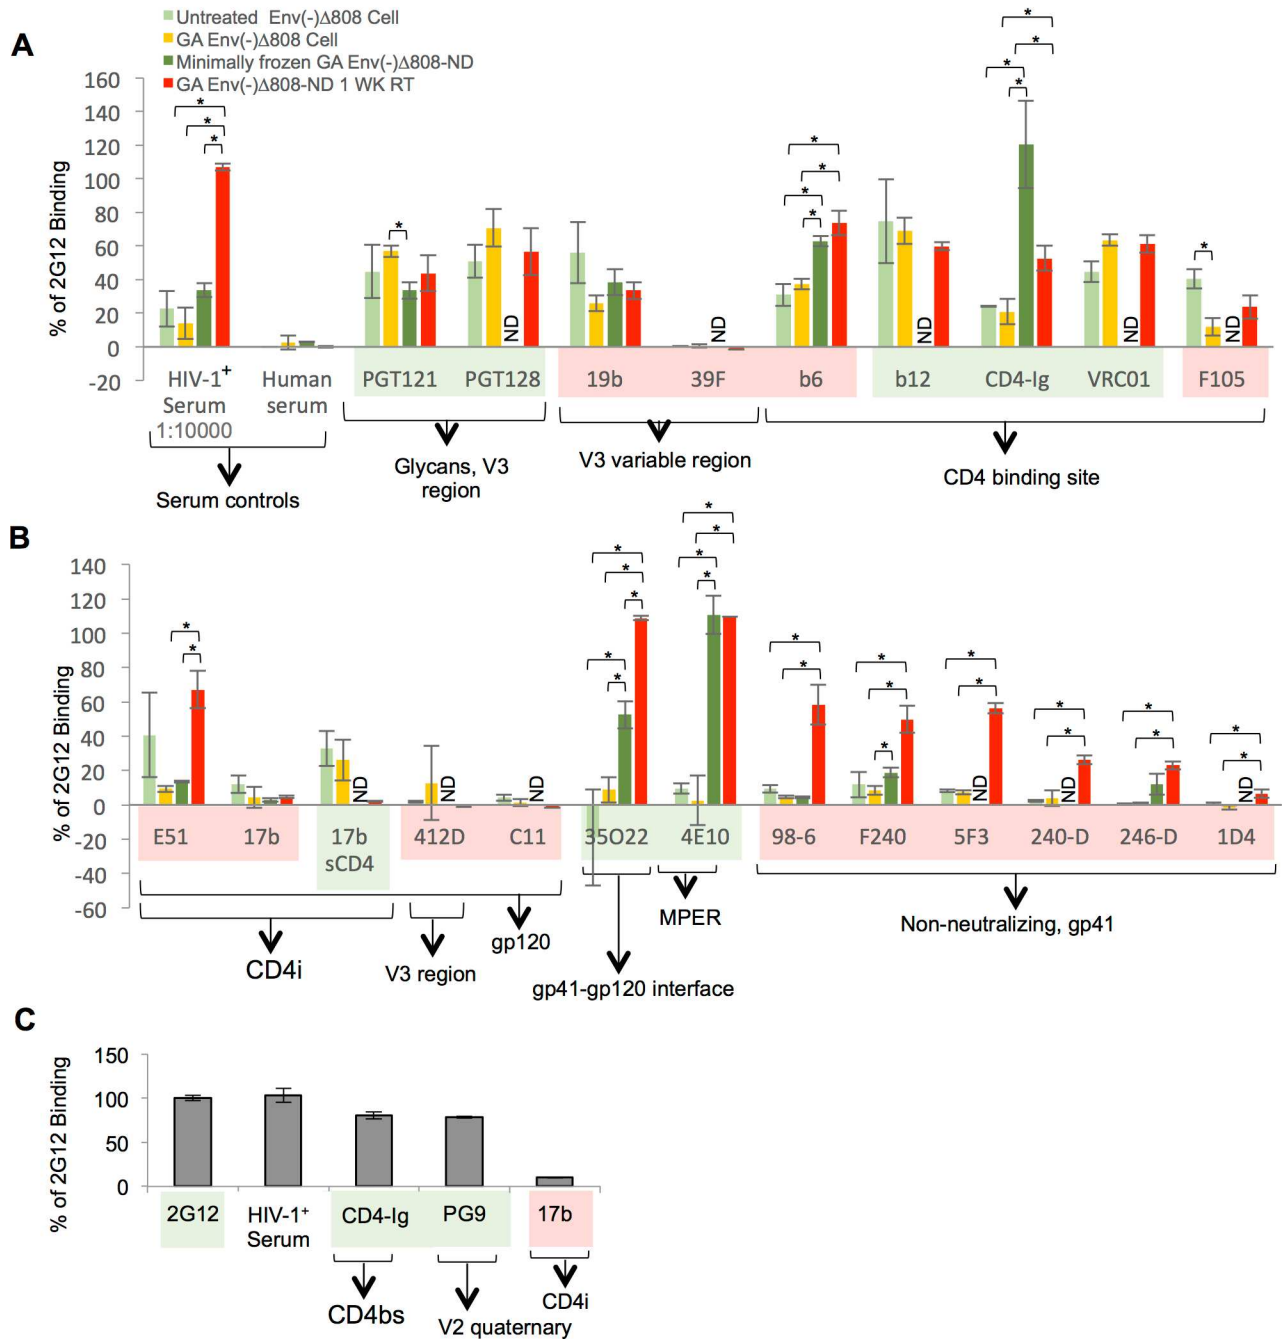 Untreated Env(-)Δ808 Cell
GA Env(-)Δ808 Cell
Minimally frozen GA Env(-)Δ808-ND
GA Env(-)Δ808-ND 1 WK RT
A
% of 2G12 Binding
160
140
120
100
80
60
40
20
0
-20
* * * * * * * * * * * *
*
ND ND ND ND ND
HIV-1+ Serum 1:10000
Human serum
PGT121 PGT128 19b 39F b6 b12 CD4-Ig VRC01 F105
Serum controls
Glycans, V3
region
V3 variable region
CD4 binding site
B
% of 2G12 Binding
140
120
100
80
60
40
20
0
-20
-40
-60
* * * * * * * * * * * * * * * * * * * * * * * *
ND ND ND ND ND ND
E51 17b 17b sCD4 412D C11 35O22 4E10 98-6 F240 5F3 240-D 246-D 1D4
CD4i
V3 region
gp120
gp41-gp120 interface
MPER
Non-neutralizing, gp41
C
% of 2G12 Binding
150
100
50
0
2G12 HIV-1+ Serum CD4-Ig PG9 17b
CD4bs
V2 quaternary
CD4i